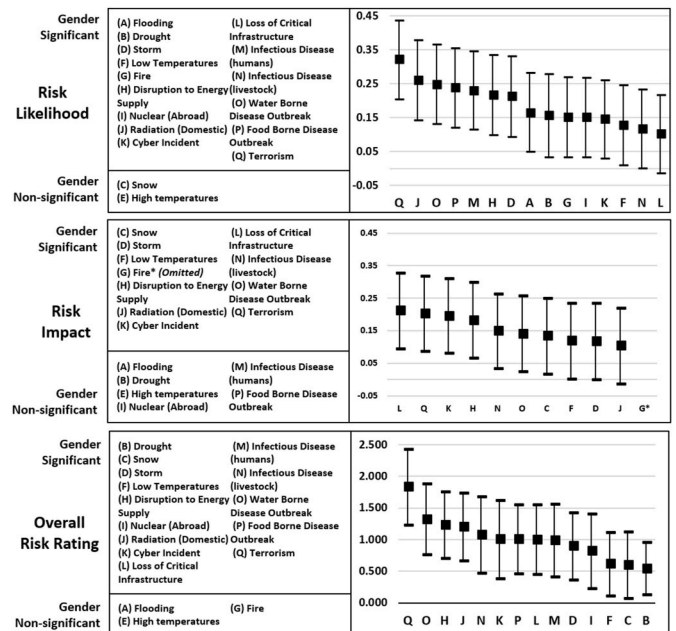 Gender
Significant
Risk
Likelihood
Gender
Non-significant
(A) Flooding
(B) Drought
(D) Storm
(F) Low Temperatures
(G) Fire
(H) Disruption to Energy
Supply
(I) Nuclear (Abroad)
(J) Radiation (Domestic)
(K) Cyber Incident
(L) Loss of Critical
Infrastructure
(M) Infectious Disease
(humans)
(N) Infectious Disease
(livestock)
(O) Water Borne
Disease Outbreak
(P) Food Borne Disease
Outbreak
(Q) Terrorism
(C) Snow
(E) High temperatures
0.45
0.35
0.25
0.15
0.05
-0.05
Q J O P M H D A B G I K F N L
Gender
Significant
Risk
Impact
Gender
Non-significant
(C) Snow
(D) Storm
(F) Low Temperatures
(G) Fire* (Omitted)
(H) Disruption to Energy
Supply
(J) Radiation (Domestic)
(K) Cyber Incident
(L) Loss of Critical
Infrastructure
(N) Infectious Disease
(livestock)
(O) Water Borne
Disease Outbreak
(Q) Terrorism
(A) Flooding
(B) Drought
(E) High temperatures
(I) Nuclear (Abroad)
(M) Infectious Disease
(humans)
(P) Food Borne Disease
Outbreak
0.45
0.35
0.25
0.15
0.05
-0.05
L Q K H N O C F D J G*
Gender
Significant
Overall
Risk Rating
Gender
Non-significant
(B) Drought
(C) Snow
(D) Storm
(F) Low Temperatures
(H) Disruption to Energy
Supply
(I) Nuclear (Abroad)
(J) Radiation (Domestic)
(K) Cyber Incident
(L) Loss of Critical
Infrastructure
(M) Infectious Disease
(humans)
(N) Infectious Disease
(livestock)
(O) Water Borne
Disease Outbreak
(P) Food Borne Disease
Outbreak
(Q) Terrorism
(A) Flooding
(E) High temperatures
(G) Fire
2.500
2.000
1.500
1.000
0.500
0.000
Q O H J N K P L M D I F C B